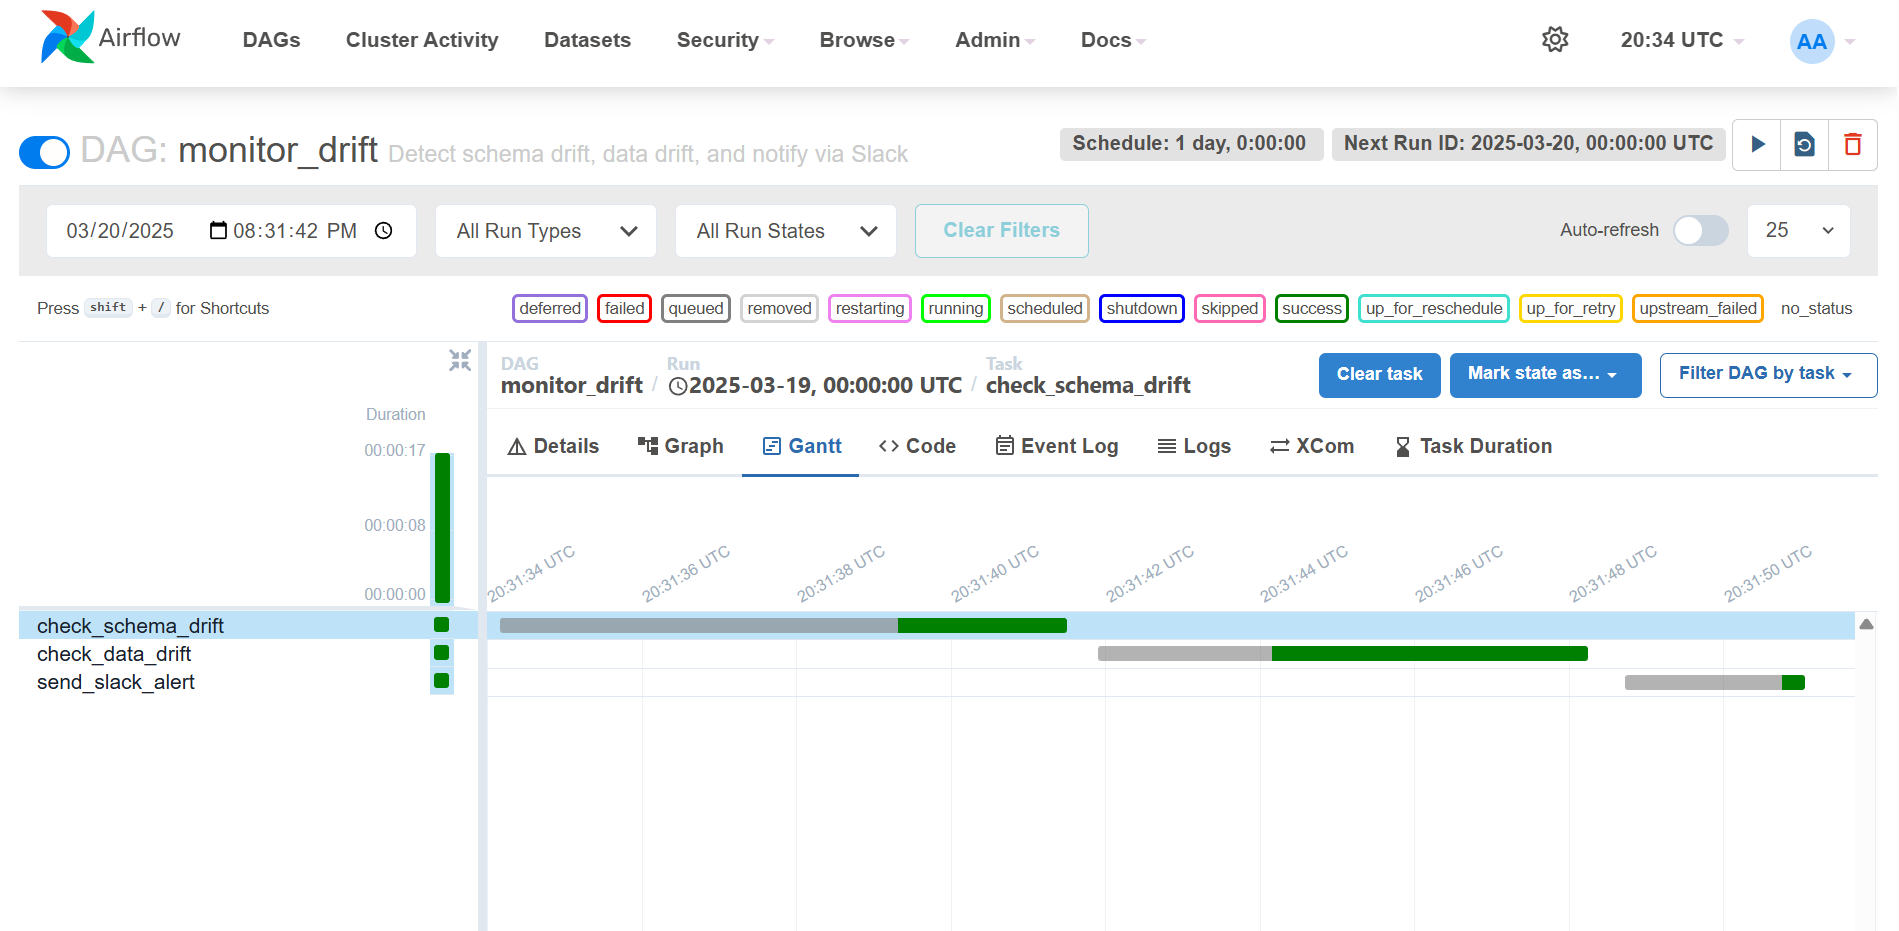 Airflow DAGs Cluster Activity Datasets Security Browse Admin Docs 20:34 UTC AA
DAG: monitor_drift Detect schema drift, data drift, and notify via Slack Schedule: 1 day, 0:00:00 Next Run ID: 2025-03-20, 00:00:00 UTC
03/20/2025 08:31:42 PM All Run Types All Run States Clear Filters Auto-refresh 25
Press shift + / for Shortcuts deferred failed queued removed restarting running scheduled shutdown skipped success up_for_reschedule up_for_retry upstream_failed no_status
DAG Run Task
monitor_drift / 2025-03-19, 00:00:00 UTC / check_schema_drift Clear task Mark state as... Filter DAG by task
Details Graph Gantt Code Event Log Logs XCom Task Duration
Duration
00:00:17
00:00:08
00:00:00
20:31:34 UTC 20:31:36 UTC 20:31:38 UTC 20:31:40 UTC 20:31:42 UTC 20:31:44 UTC 20:31:46 UTC 20:31:48 UTC 20:31:50 UTC
check_schema_drift
check_data_drift
send_slack_alert